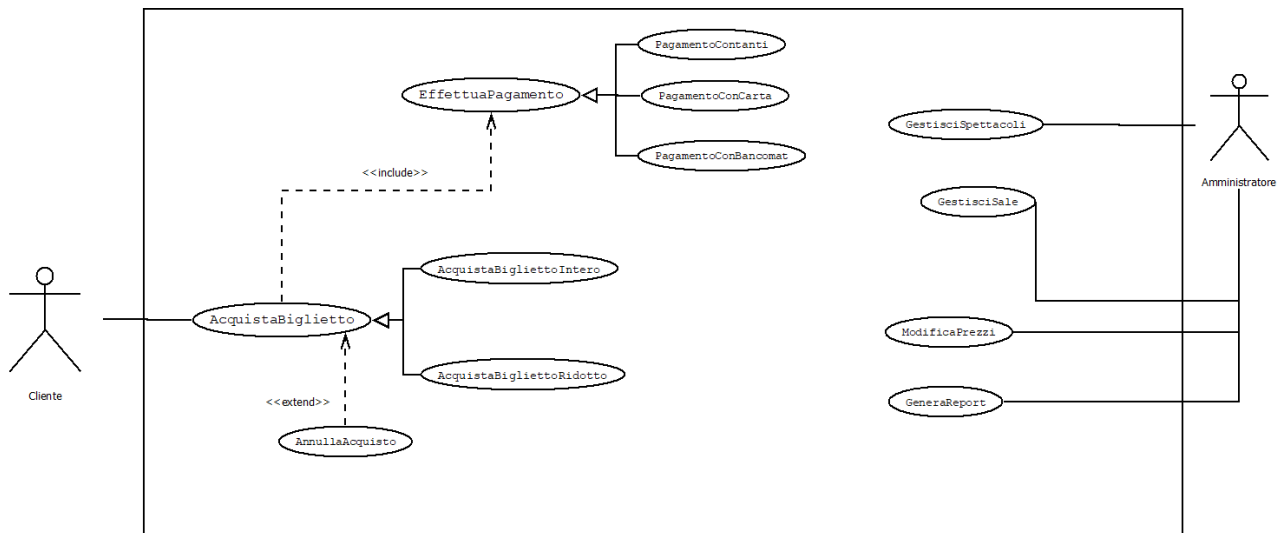 PagamentoContanti
EffettuaPagamento
PagamentoConCarta
GestisciSpettacoli
PagamentoConBancomat
<<include>>
Amministratore
GestisciSale
AcquistaBigliettoIntero
AcquistaBiglietto
ModificaPrezzi
AcquistaBigliettoRidotto
Cliente
<<extend>>
GeneraReport
AnnullaAcquisto